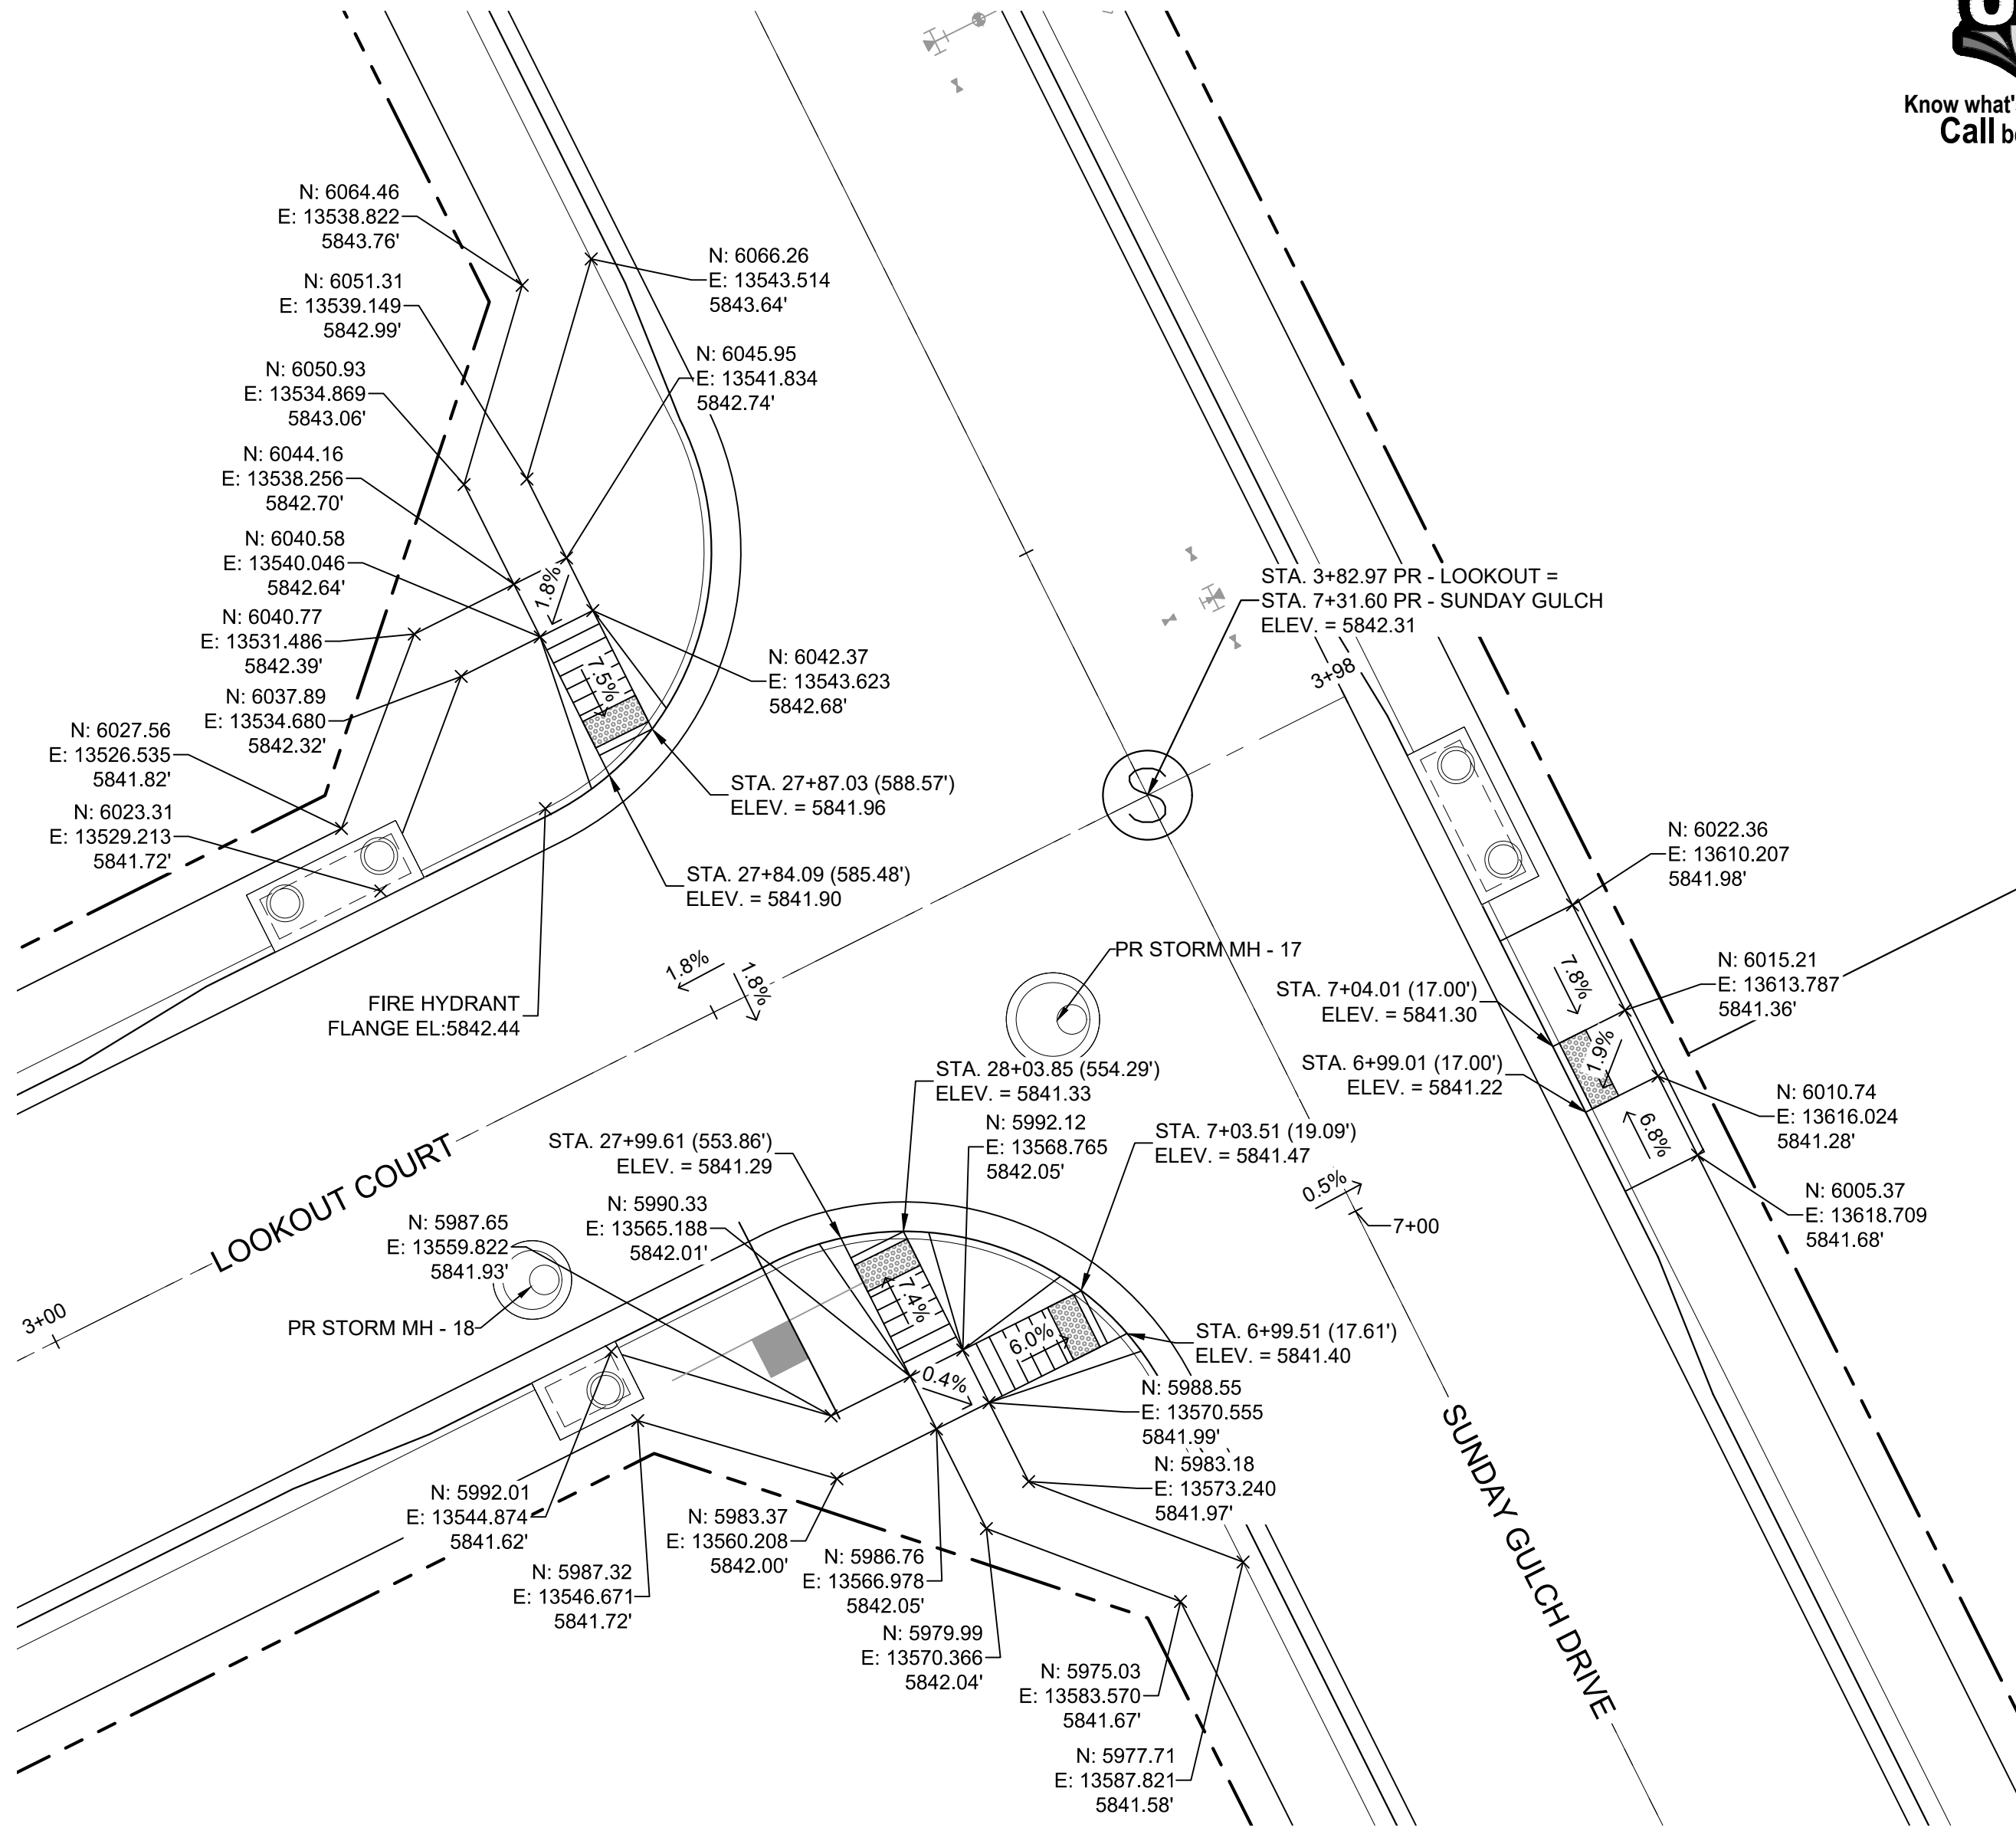 Know what's
Call
N: 6064.46
E: 13538.822
5843.76'
N: 6066.26
E: 13543.514
5843.64'
N: 6051.31
E: 13539.149
5842.99'
N: 6045.95
E: 13541.834
5842.74'
N: 6050.93
E: 13534.869
5843.06'
N: 6044.16
E: 13538.256
5842.70'
N: 6040.58
E: 13540.046
5842.64'
1.8%
N: 6040.77
E: 13531.486
5842.39'
7.5%
N: 6042.37
E: 13543.623
5842.68'
N: 6037.89
E: 13534.680
5842.32'
N: 6027.56
E: 13526.535
5841.82'
N: 6023.31
E: 13529.213
5841.72'
STA. 27+87.03 (588.57')
ELEV. = 5841.96
STA. 27+84.09 (585.48')
ELEV. = 5841.90
FIRE HYDRANT
FLANGE EL:5842.44
STA. 3+82.97 PR - LOOKOUT =
STA. 7+31.60 PR - SUNDAY GULCH
ELEV. = 5842.31
3+98
S
1.8%
1.8%
PR STORM MH - 17
N: 6022.36
E: 13610.207
5841.98'
7.8%
N: 6015.21
E: 13613.787
5841.36'
STA. 7+04.01 (17.00')
ELEV. = 5841.30
1.9%
STA. 6+99.01 (17.00')
ELEV. = 5841.22
N: 6010.74
E: 13616.024
5841.28'
6.8%
N: 6005.37
E: 13618.709
5841.68'
STA. 28+03.85 (554.29')
ELEV. = 5841.33
N: 5992.12
E: 13568.765
5842.05'
STA. 7+03.51 (19.09')
ELEV. = 5841.47
STA. 27+99.61 (553.86')
ELEV. = 5841.29
LOOKOUT COURT
N: 5990.33
E: 13565.188
5842.01'
N: 5987.65
E: 13559.822
5841.93'
0.5%
7+00
3+00
PR STORM MH - 18
7.4%
6.0%
0.4%
STA. 6+99.51 (17.61')
ELEV. = 5841.40
N: 5988.55
E: 13570.555
5841.99'
N: 5983.18
E: 13573.240
5841.97'
SUNDAY GULCH DRIVE
N: 5992.01
E: 13544.874
5841.62'
N: 5987.32
E: 13546.671
5841.72'
N: 5983.37
E: 13560.208
5842.00'
N: 5986.76
E: 13566.978
5842.05'
N: 5979.99
E: 13570.366
5842.04'
N: 5975.03
E: 13583.570
5841.67'
N: 5977.71
E: 13587.821
5841.58'